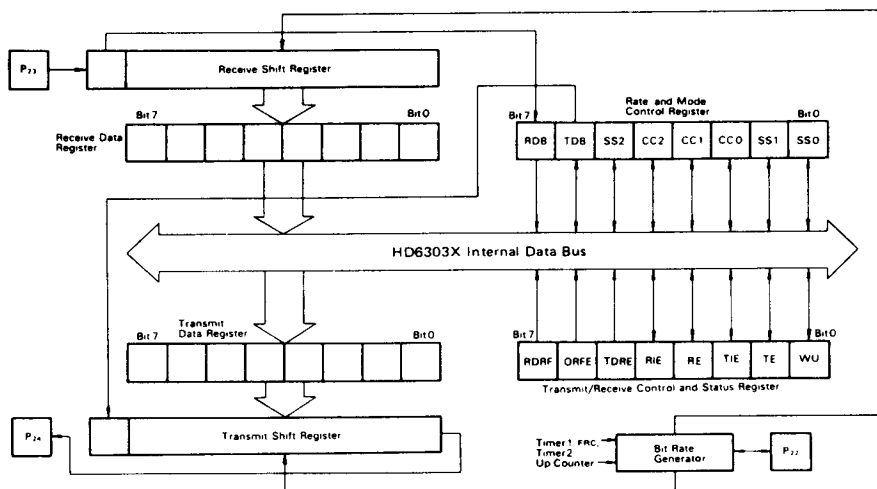 P23
Receive Shift Register
Bit 7
Bit 0
Receive Data
Register
Rate and Mode
Control Register
Bit 7
Bit 0
RD8 TD8 SS2 CC2 CC1 CC0 SS1 SS0
HD6303X Internal Data Bus
Transmit
Data Register
Bit 7
Bit 0
Bit 7
Bit 0
RDRF ORFE TDRE RIE RE TIE TE WU
Transmit/Receive Control and Status Register
P24
Transmit Shift Register
Timer 1 FRC,
Timer 2
Up Counter
Bit Rate
Generator
P22